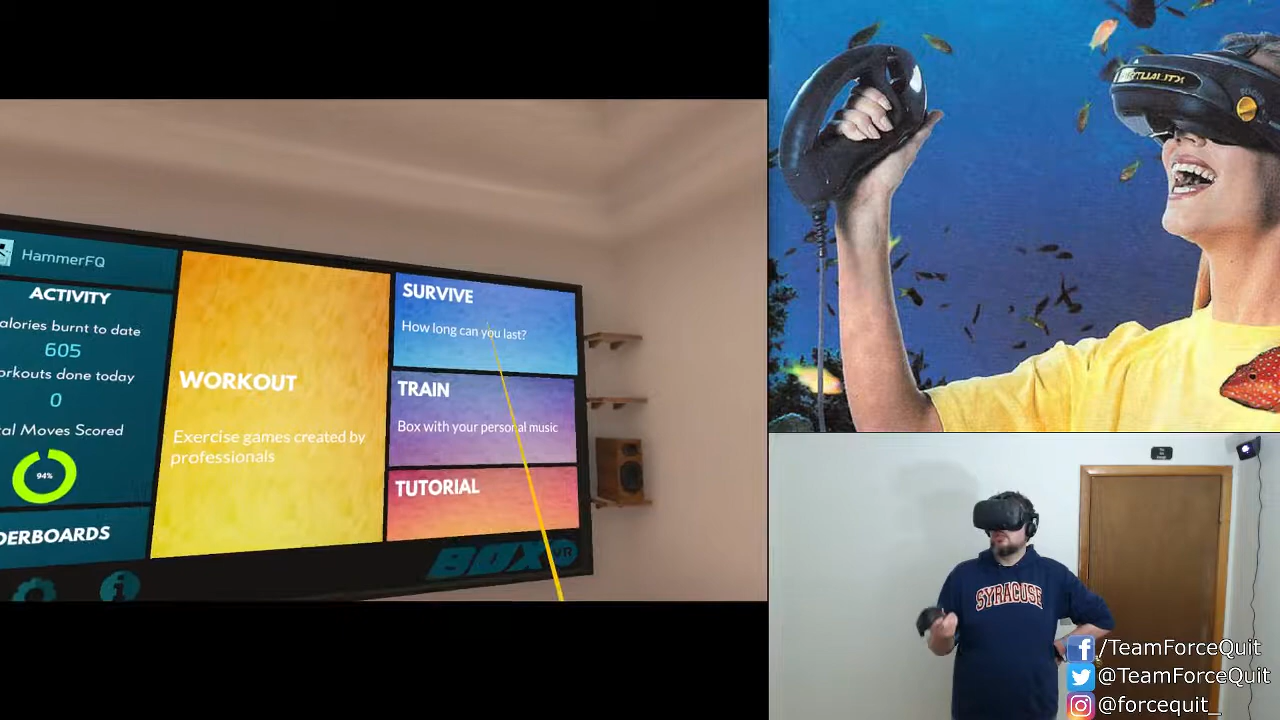 HammerFQ
ACTIVITY
alories burnt to date
605
orkouts done today
0
tal Moves Scored
94%
DERBOARDS
WORKOUT
Exercise games created by
professionals
SURVIVE
How long can you last?
TRAIN
Box with your personal music
TUTORIAL
BOXVR
SYRACUSE
/TeamForceQuit
@TeamForceQuit
@forcequit_